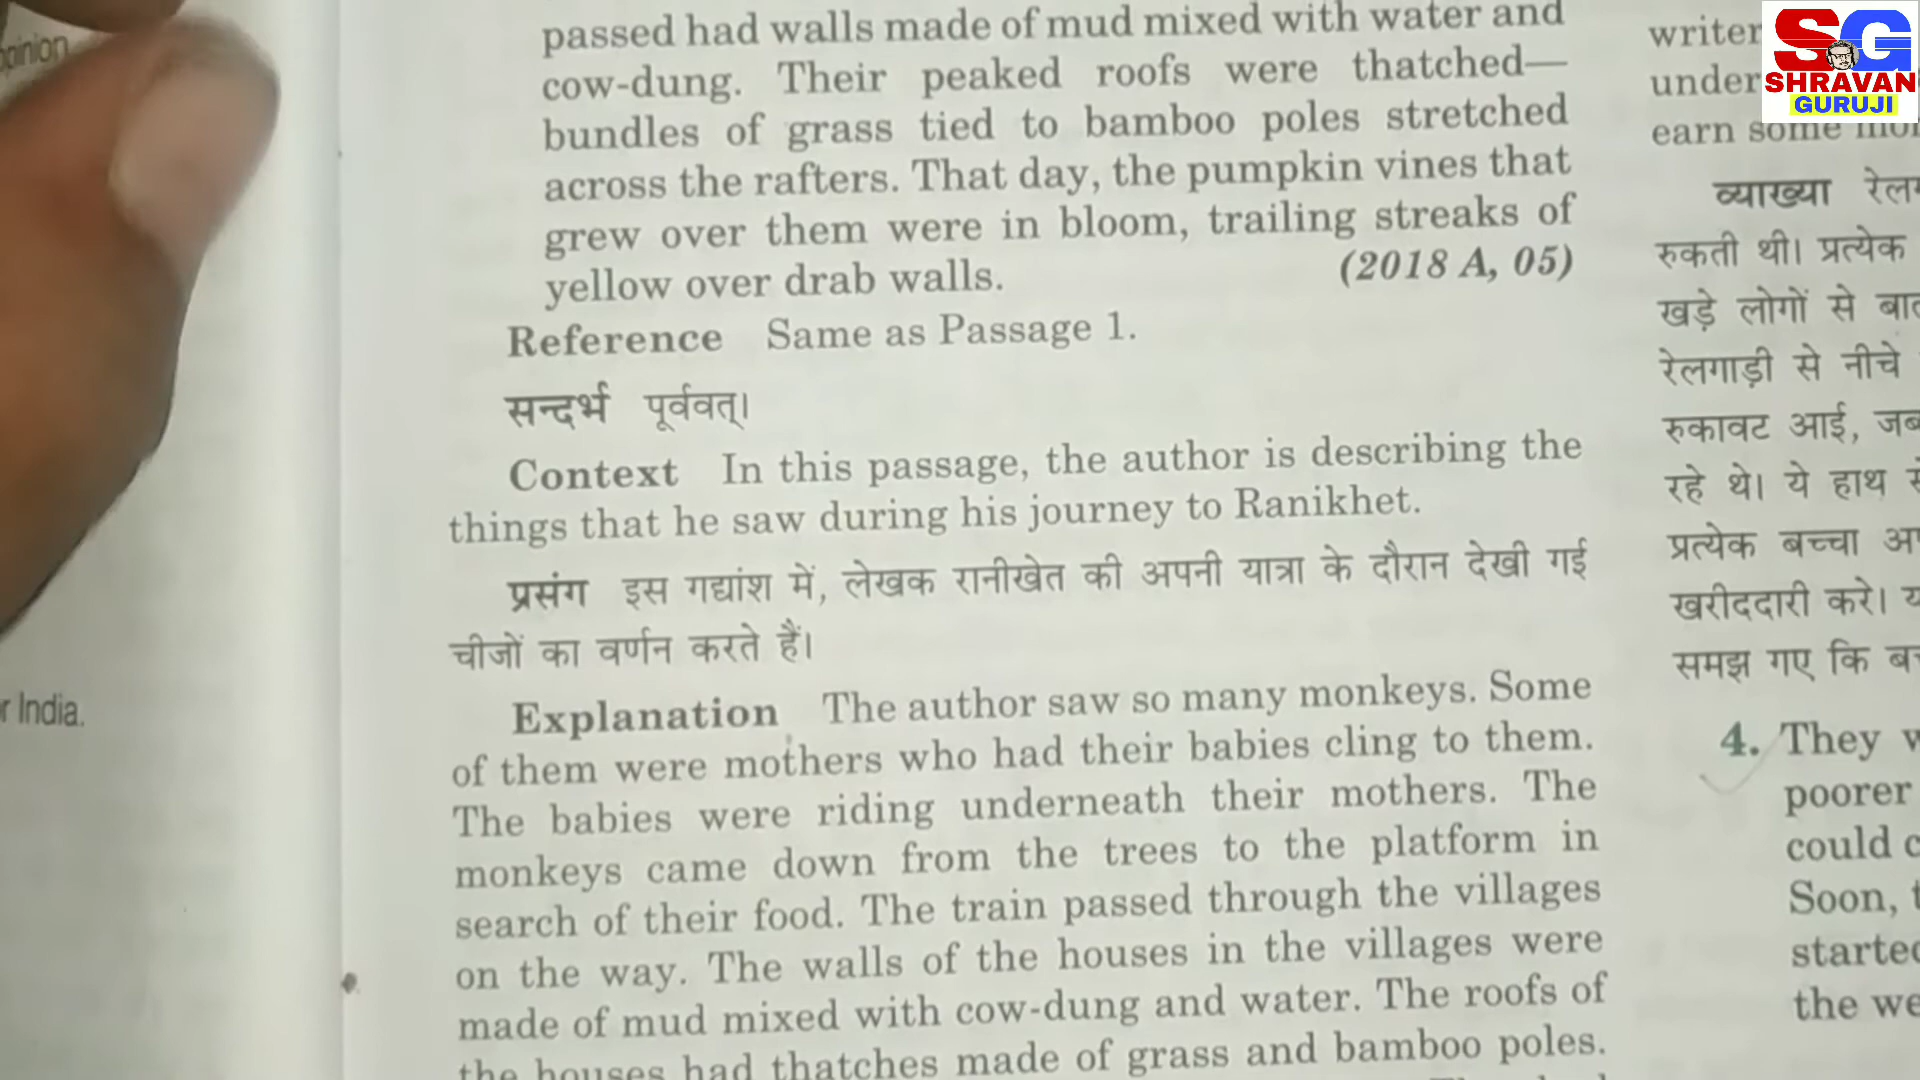 pinion
r India.
passed had walls made of mud mixed with water and
cow-dung. Their peaked roofs were thatched—
bundles of grass tied to bamboo poles stretched
across the rafters. That day, the pumpkin vines that
grew over them were in bloom, trailing streaks of
yellow over drab walls. (2018 A, 05)
Reference Same as Passage 1.
सन्दर्भ पूर्ववत्।
Context In this passage, the author is describing the
things that he saw during his journey to Ranikhet.
प्रसंग इस गद्यांश में, लेखक रानीखेत की अपनी यात्रा के दौरान देखी गई
चीजों का वर्णन करते हैं।
Explanation The author saw so many monkeys. Some
of them were mothers who had their babies cling to them.
The babies were riding underneath their mothers. The
monkeys came down from the trees to the platform in
search of their food. The train passed through the villages
on the way. The walls of the houses in the villages were
made of mud mixed with cow-dung and water. The roofs of
the houses had thatches made of grass and bamboo poles.
writer
under
earn some
व्याख्या
रुकती थी। प्रत्येक
खड़े लोगों से
रेलगाड़ी से नीचे
रुकावट आई,
रहे थे। ये हाथ
प्रत्येक बच्चा
खरीददारी करे।
समझ गए कि
4. They
poorer
could
Soon,
started
the
SG
SHRAVAN
GURUJI